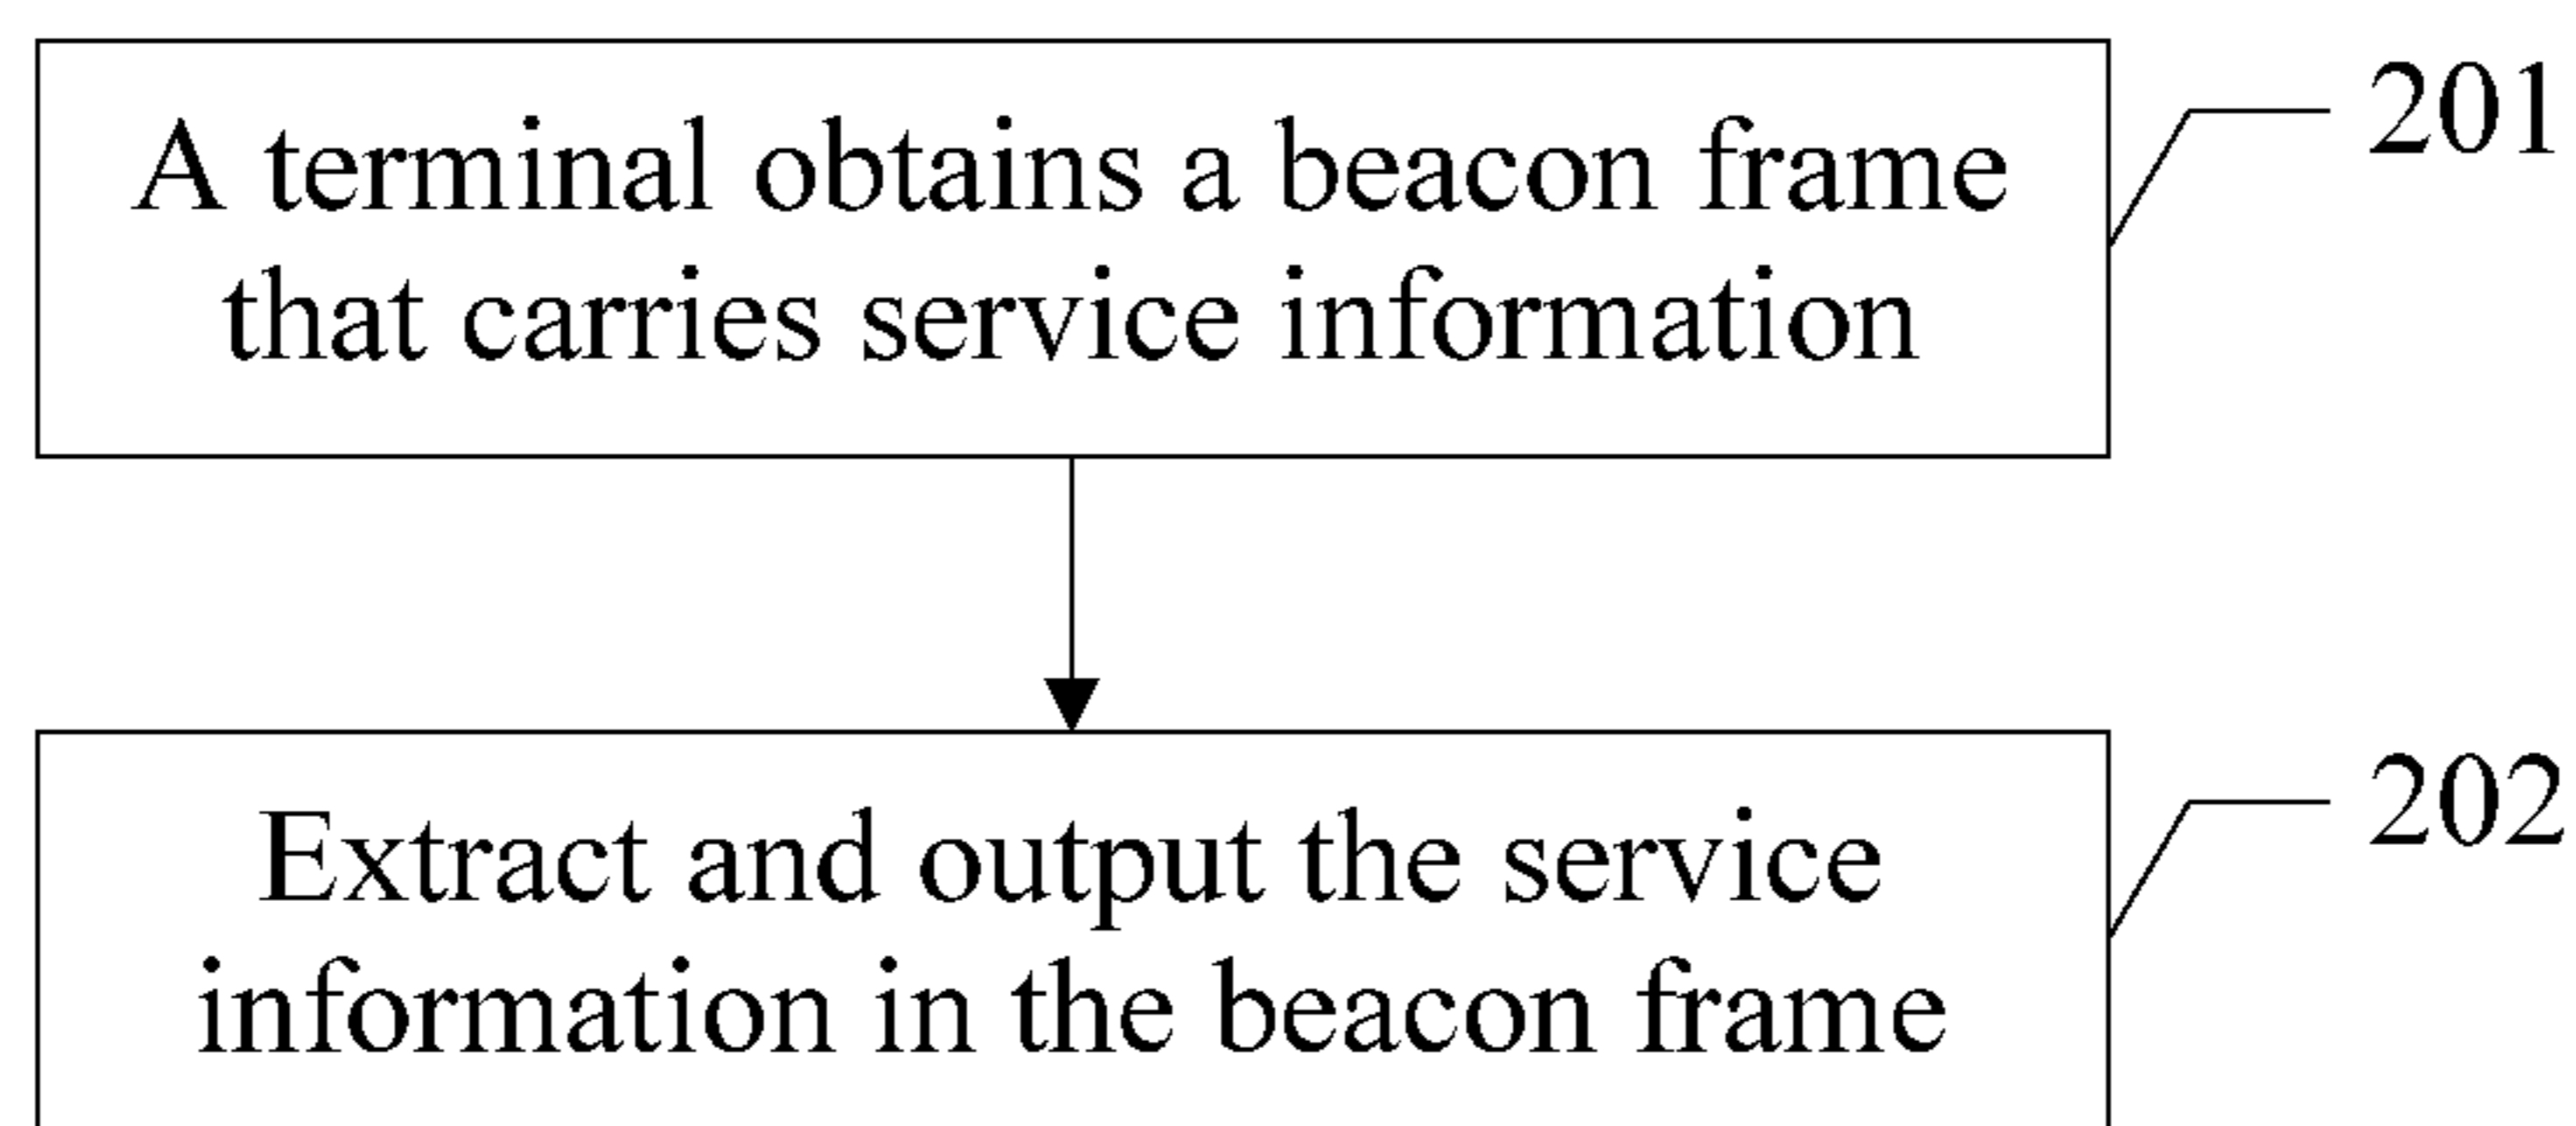 A terminal obtains a beacon frame
that carries service information
201
Extract and output the service
information in the beacon frame
202